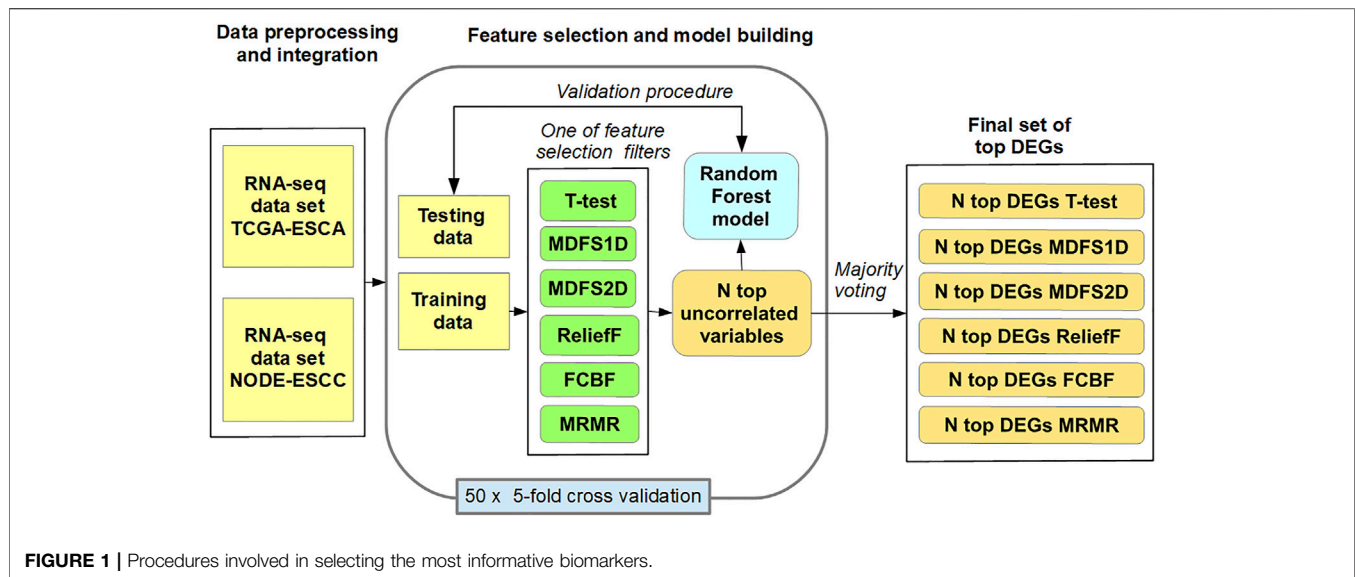 Data preprocessing
and integration
Feature selection and model building
RNA-seq
data set
TCGA-ESCA
RNA-seq
data set
NODE-ESCC
Validation procedure
One of feature
selection filters
Testing
data
Training
data
T-test
MDFS1D
MDFS2D
ReliefF
FCBF
MRMR
Random
Forest
model
N top
uncorrelated
variables
50 x 5-fold cross validation
Majority
voting
Final set of
top DEGs
N top DEGs T-test
N top DEGs MDFS1D
N top DEGs MDFS2D
N top DEGs ReliefF
N top DEGs FCBF
N top DEGs MRMR
FIGURE 1 | Procedures involved in selecting the most informative biomarkers.